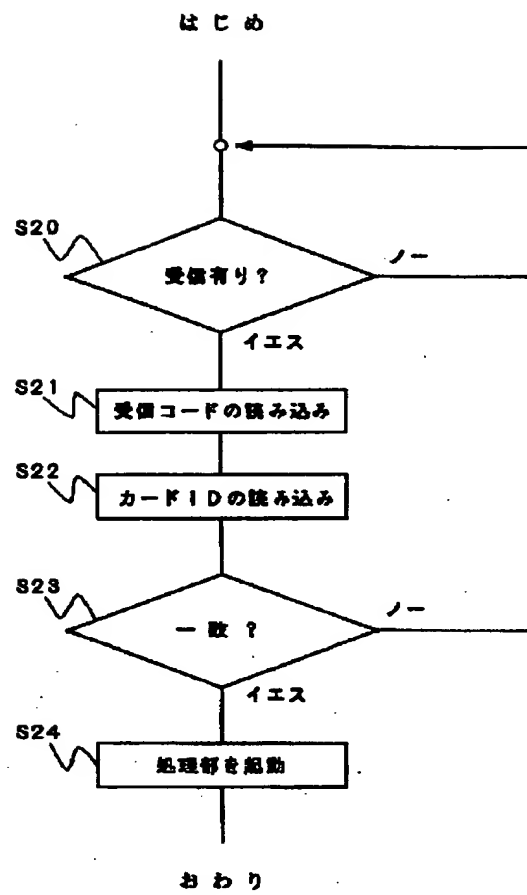 はじめ
S20
受信有り?
ノー
イエス
S21
受信コードの読み込み
S22
カードIDの読み込み
S23
一致?
ノー
イエス
S24
処理部を起動
おわり